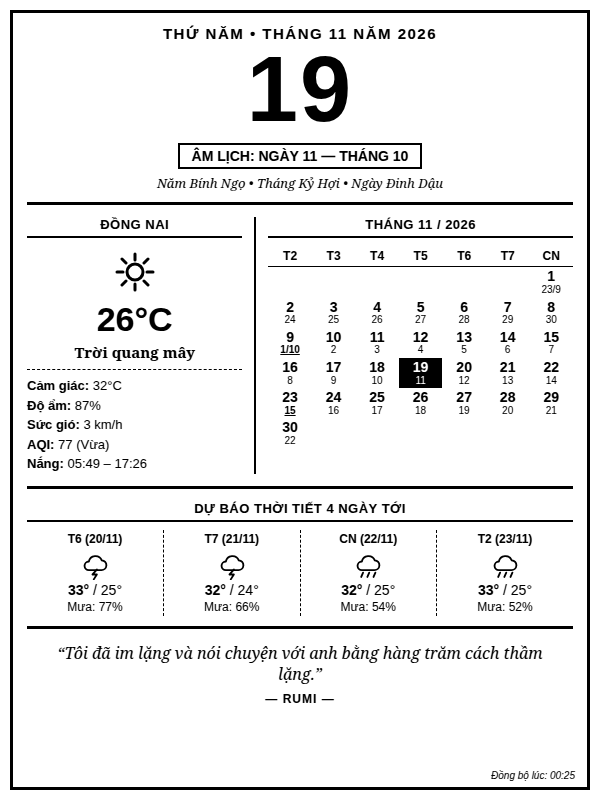 THỨ NĂM • THÁNG 11 NĂM 2026
19
ÂM LỊCH: NGÀY 11 — THÁNG 10
Năm Bính Ngọ • Tháng Kỷ Hợi • Ngày Đinh Dậu
ĐỒNG NAI
26°C
Trời quang mây
Cảm giác: 32°C
Độ ẩm: 87%
Sức gió: 3 km/h
AQI: 77 (Vừa)
Nắng: 05:49 – 17:26
THÁNG 11 / 2026
T2 T3 T4 T5 T6 T7 CN
1
23/9
2 3 4 5 6 7 8
24 25 26 27 28 29 30
9 10 11 12 13 14 15
1/10 2 3 4 5 6 7
16 17 18 19 20 21 22
8 9 10 11 12 13 14
23 24 25 26 27 28 29
15 16 17 18 19 20 21
30
22
DỰ BÁO THỜI TIẾT 4 NGÀY TỚI
T6 (20/11) T7 (21/11) CN (22/11) T2 (23/11)
33° / 25° 32° / 24° 32° / 25° 33° / 25°
Mưa: 77% Mưa: 66% Mưa: 54% Mưa: 52%
“Tôi đã im lặng và nói chuyện với anh bằng hàng trăm cách thầm
lặng.”
— RUMI —
Đồng bộ lúc: 00:25